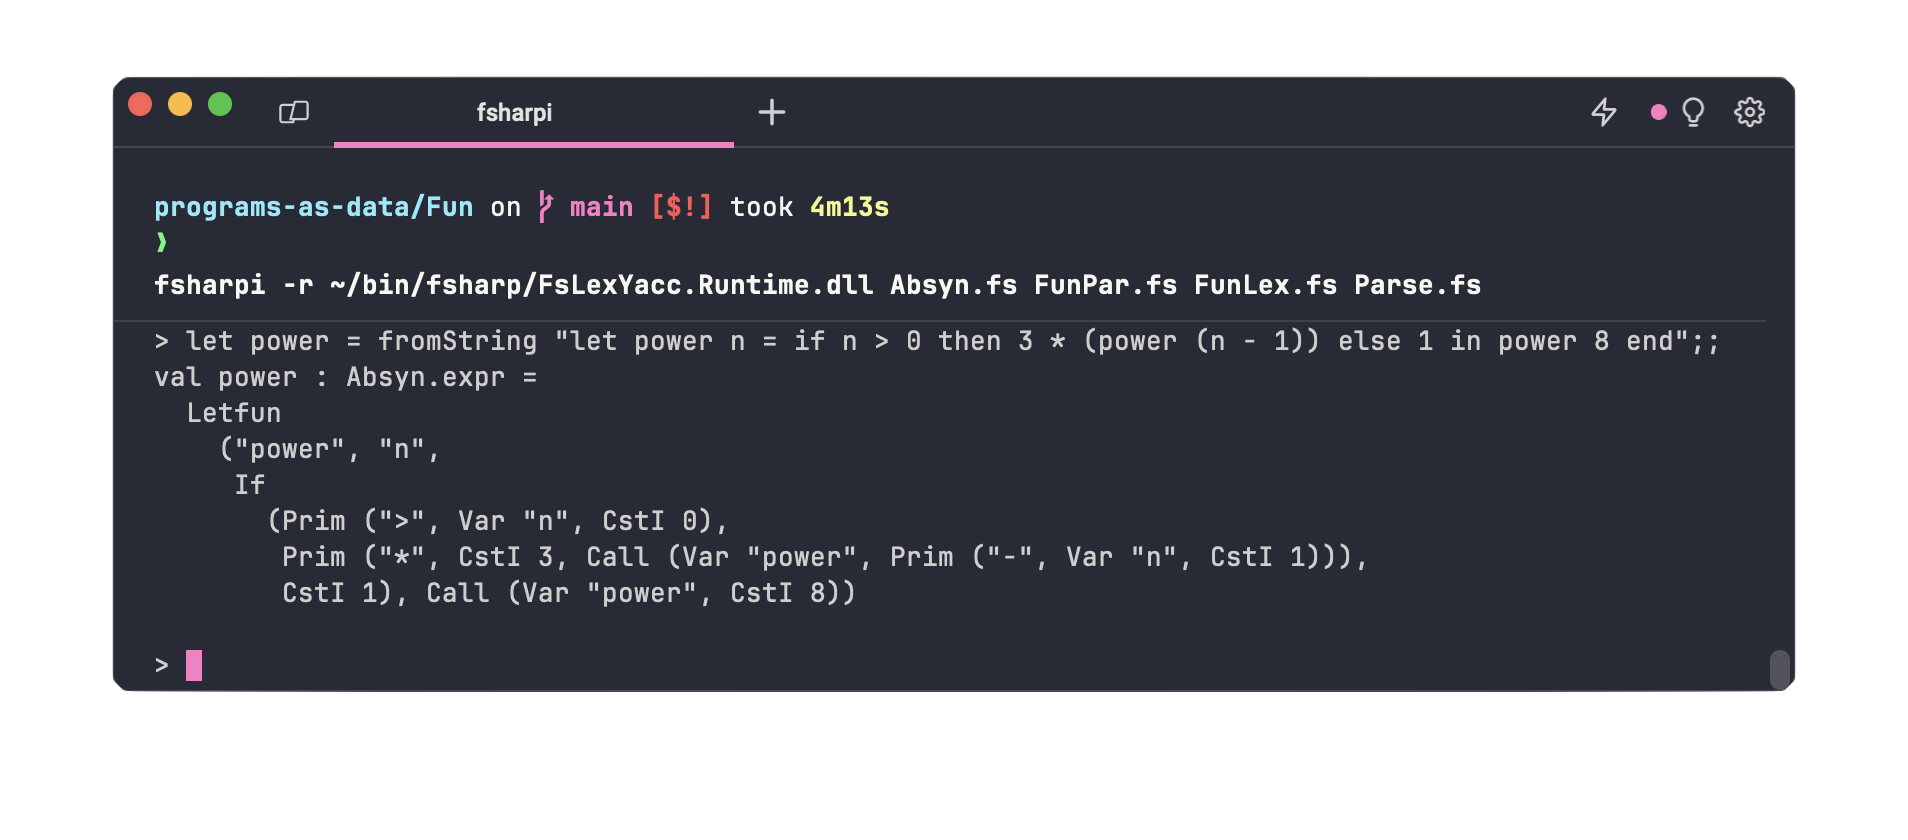 fsharpi
programs-as-data/Fun on main [$!] took 4m13s
❯
fsharpi -r ~/bin/fsharp/FsLexYacc.Runtime.dll Absyn.fs FunPar.fs FunLex.fs Parse.fs
> let power = fromString "let power n = if n > 0 then 3 * (power (n - 1)) else 1 in power 8 end";;
val power : Absyn.expr =
  Letfun
    ("power", "n",
     If
       (Prim (">", Var "n", CstI 0),
        Prim ("*", CstI 3, Call (Var "power", Prim ("-", Var "n", CstI 1))),
        CstI 1), Call (Var "power", CstI 8))
>